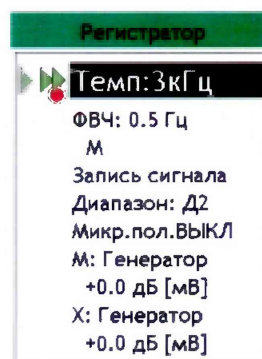 Регистратор
Темп:3кГц
ФВЧ: 0.5 Гц
М
Запись сигнала
Диапазон: Д2
Микр.пол.ВЫКЛ
М: Генератор
+0.0 дБ [мВ]
Х: Генератор
+0.0 дБ [мВ]